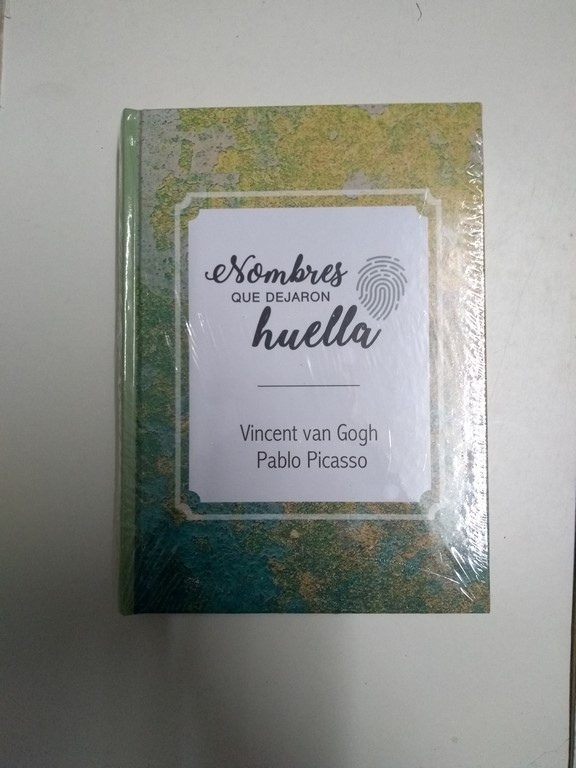 Nombres
QUE DEJARON
huella
Vincent van Gogh
Pablo Picasso